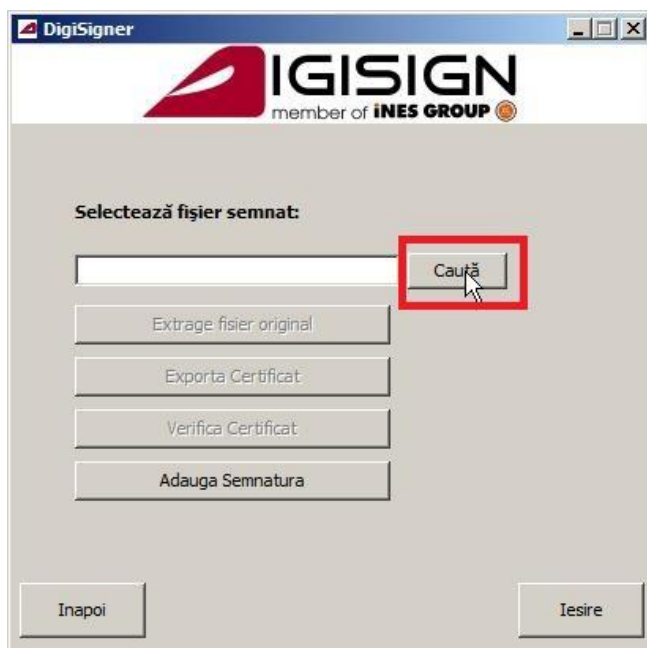 DigiSigner
DIGISIGN
member of iNES GROUP
Selectează fişier semnat:
Caută
Extrage fisier original
Exporta Certificat
Verifica Certificat
Adauga Semnatura
Inapoi
Iesire